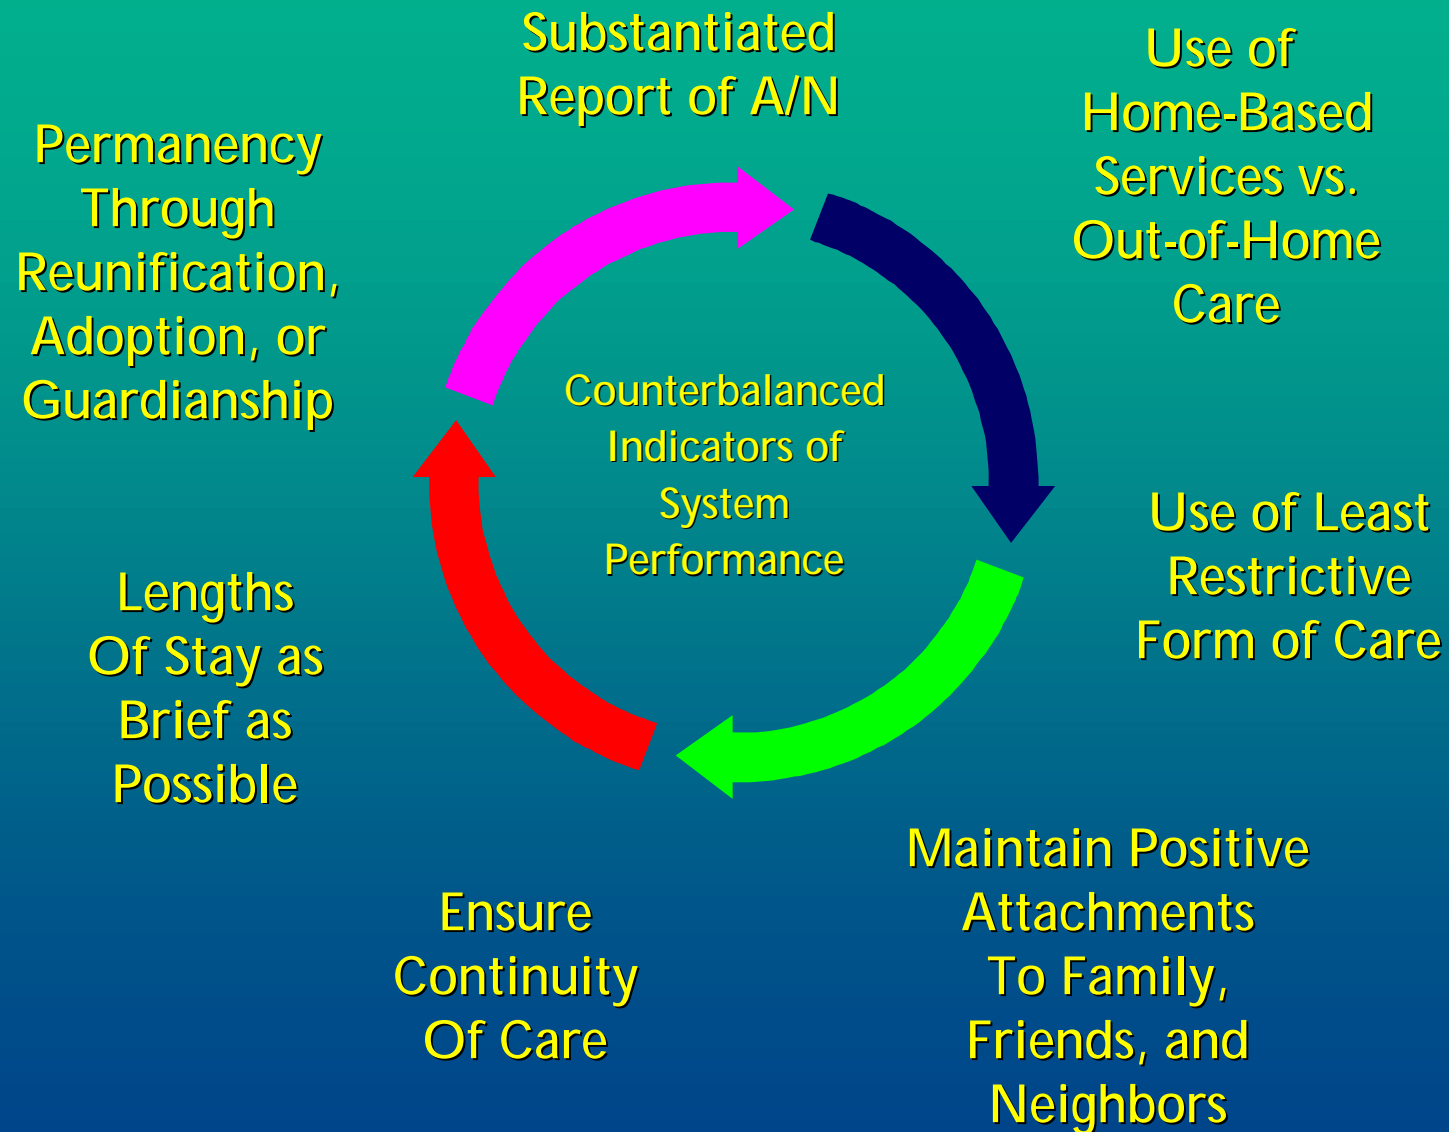 Substantiated
Report of A/N
Use of
Home-Based
Services vs.
Out-of-Home
Care
Use of Least
Restrictive
Form of Care
Maintain Positive
Attachments
To Family,
Friends, and
Neighbors
Ensure
Continuity
Of Care
Lengths
Of Stay as
Brief as
Possible
Permanency
Through
Reunification,
Adoption, or
Guardianship
Counterbalanced
Indicators of
System
Performance